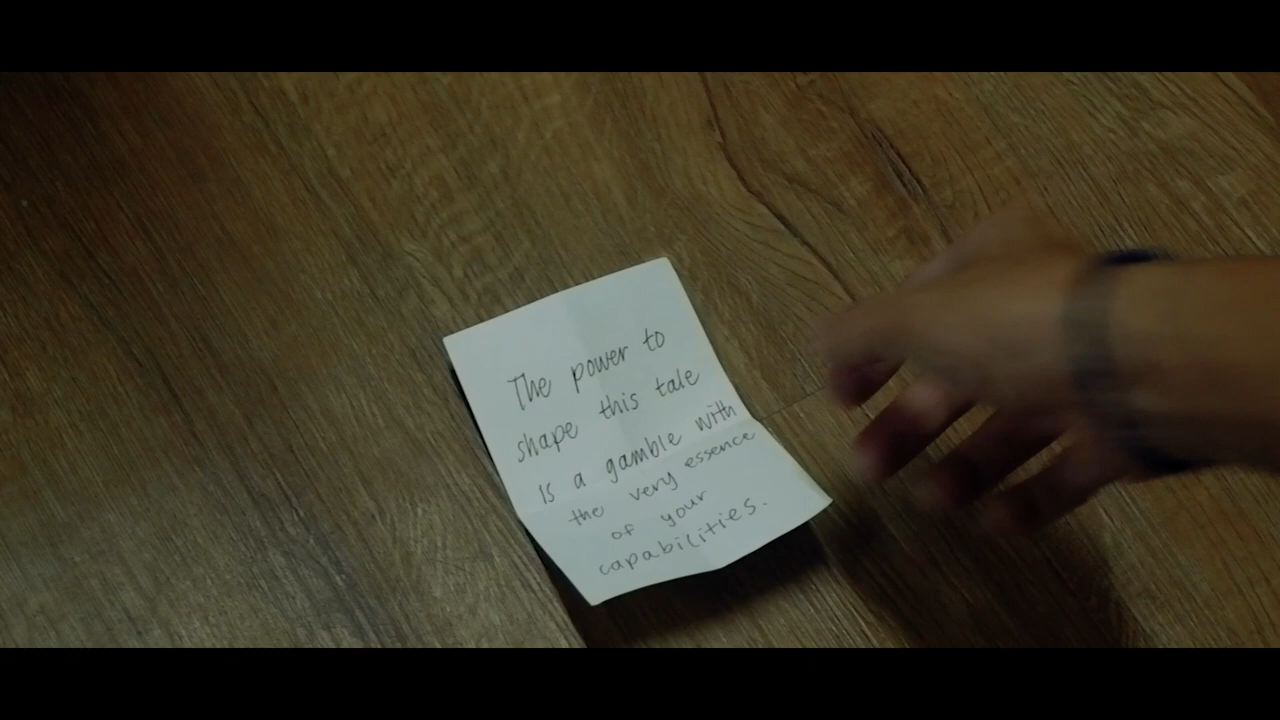 The power to
shape this tale
is a gamble with
the very essence
of your
capabilities.